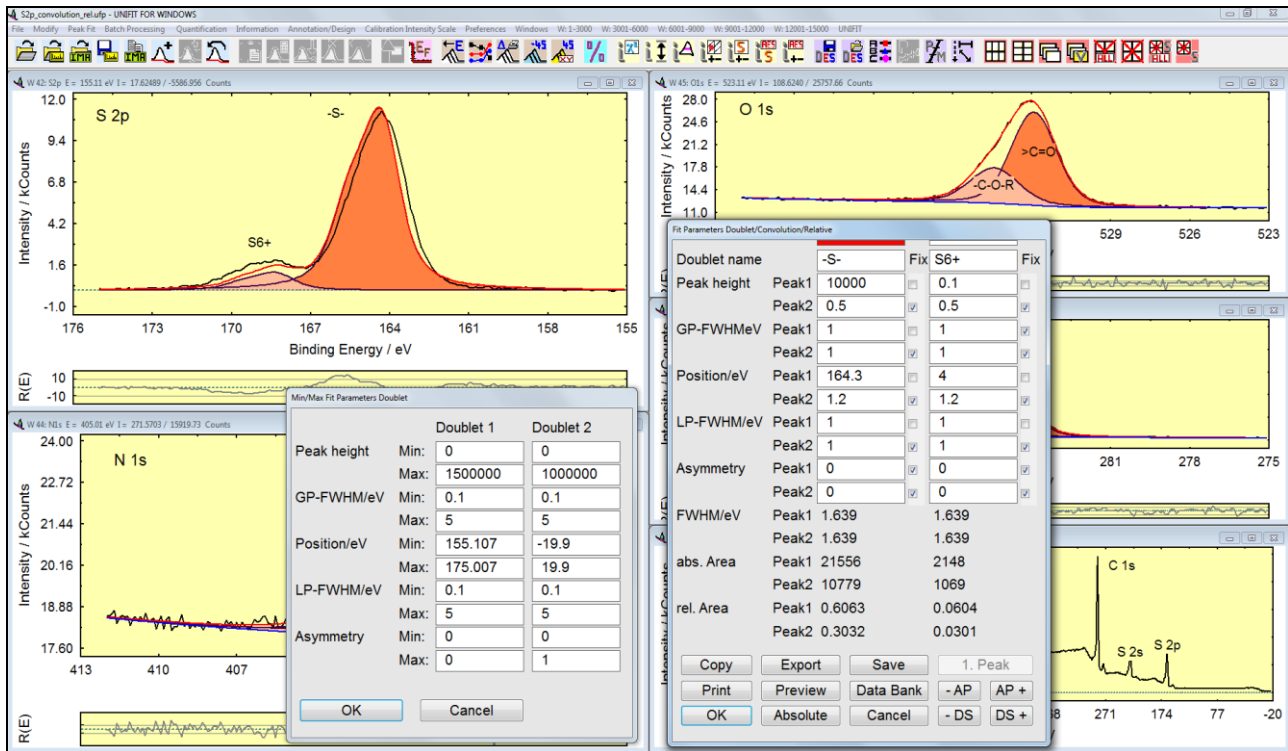 S2p_convolution_rel.ufp - UNIFIT FOR WINDOWS
File Modify Peak Fit Batch Processing Quantification Information Annotation/Design Calibration Intensity Scale Preferences Windows W: 1-3000 W: 3001-6000 W: 6001-9000 W: 9001-12000 W: 12001-15000 UNIFIT
W 42: S2p E = 155.11 eV I = 17.62489 / -5586.956 Counts
S 2p
-S-
S6+
12.0
9.4
6.8
4.2
1.6
-1.0
Intensity / kCounts
176 173 170 167 164 161 158 155
Binding Energy / eV
R(E)
10
-10
W 45: O1s E = 523.11 eV I = 108.6240 / 25757.66 Counts
O 1s
>C=O
-C-O-R
28.0
24.6
21.2
17.8
14.4
11.0
Intensity / kCounts
529 526 523
W 44: N1s E = 405.01 eV I = 271.5703 / 15919.73 Counts
N 1s
24.00
22.72
21.44
20.16
18.88
17.60
Intensity / kCounts
413 410 407
R(E)
281 278 275
C 1s
S 2s
S 2p
271 174 77 -20
Min/Max Fit Parameters Doublet
Doublet 1 Doublet 2
Peak height Min: 0 0
Max: 1500000 1000000
GP-FWHM/eV Min: 0.1 0.1
Max: 5 5
Position/eV Min: 155.107 -19.9
Max: 175.007 19.9
LP-FWHM/eV Min: 0.1 0.1
Max: 5 5
Asymmetry Min: 0 0
Max: 0 1
OK Cancel
Fit Parameters Doublet/Convolution/Relative
Doublet name -S- Fix S6+ Fix
Peak height Peak1 10000 0.1
Peak2 0.5 0.5
GP-FWHMeV Peak1 1 1
Peak2 1 1
Position/eV Peak1 164.3 4
Peak2 1.2 1.2
LP-FWHM/eV Peak1 1 1
Peak2 1 1
Asymmetry Peak1 0 0
Peak2 0 0
FWHM/eV Peak1 1.639 1.639
Peak2 1.639 1.639
abs. Area Peak1 21556 2148
Peak2 10779 1069
rel. Area Peak1 0.6063 0.0604
Peak2 0.3032 0.0301
Copy Export Save 1. Peak
Print Preview Data Bank - AP AP +
OK Absolute Cancel - DS DS +